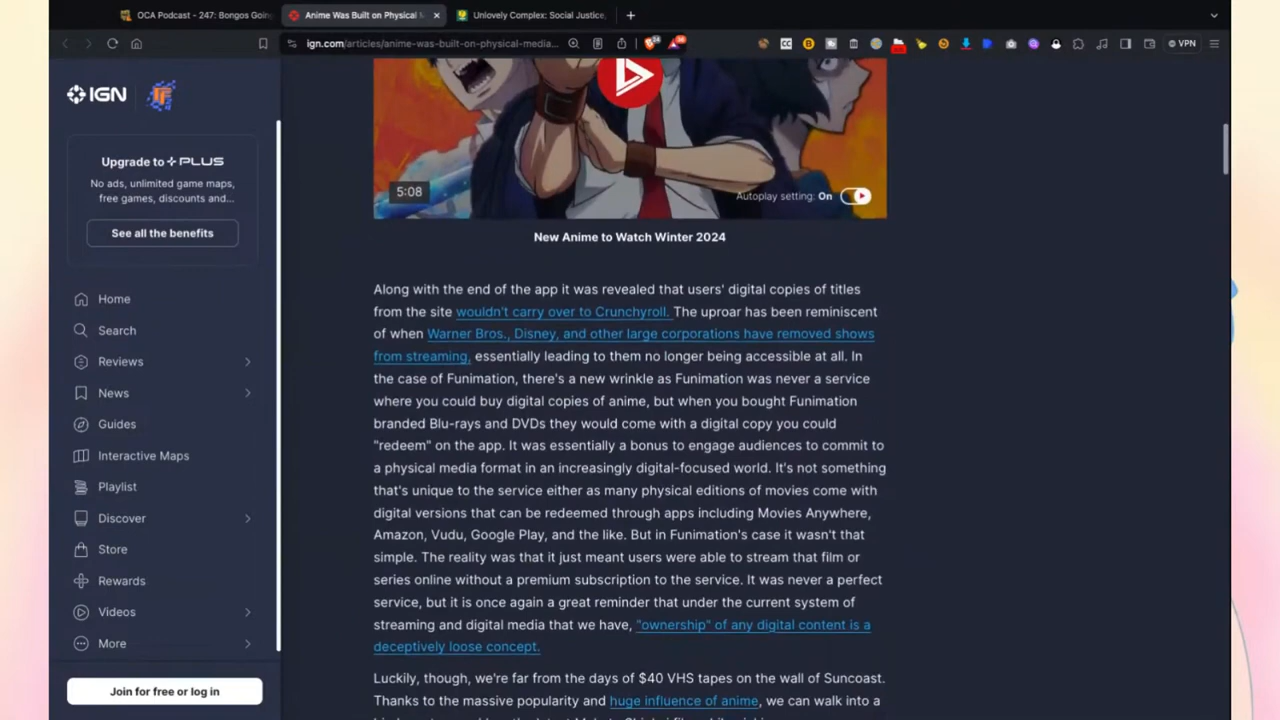 OCA Podcast - 247: Bongos Going
Anime Was Built on Physical M
Unlovely Complex: Social Justice,
ign.com/articles/anime-was-built-on-physical-media...
VPN
IGN
Upgrade to PLUS
No ads, unlimited game maps,
free games, discounts and...
See all the benefits
Home
Search
Reviews
News
Guides
Interactive Maps
Playlist
Discover
Store
Rewards
Videos
More
Join for free or log in
5:08
Autoplay setting: On
New Anime to Watch Winter 2024
Along with the end of the app it was revealed that users' digital copies of titles
from the site wouldn't carry over to Crunchyroll. The uproar has been reminiscent
of when Warner Bros., Disney, and other large corporations have removed shows
from streaming, essentially leading to them no longer being accessible at all. In
the case of Funimation, there's a new wrinkle as Funimation was never a service
where you could buy digital copies of anime, but when you bought Funimation
branded Blu-rays and DVDs they would come with a digital copy you could
"redeem" on the app. It was essentially a bonus to engage audiences to commit to
a physical media format in an increasingly digital-focused world. It's not something
that's unique to the service either as many physical editions of movies come with
digital versions that can be redeemed through apps including Movies Anywhere,
Amazon, Vudu, Google Play, and the like. But in Funimation's case it wasn't that
simple. The reality was that it just meant users were able to stream that film or
series online without a premium subscription to the service. It was never a perfect
service, but it is once again a great reminder that under the current system of
streaming and digital media that we have, "ownership" of any digital content is a
deceptively loose concept.
Luckily, though, we're far from the days of $40 VHS tapes on the wall of Suncoast.
Thanks to the massive popularity and huge influence of anime, we can walk into a